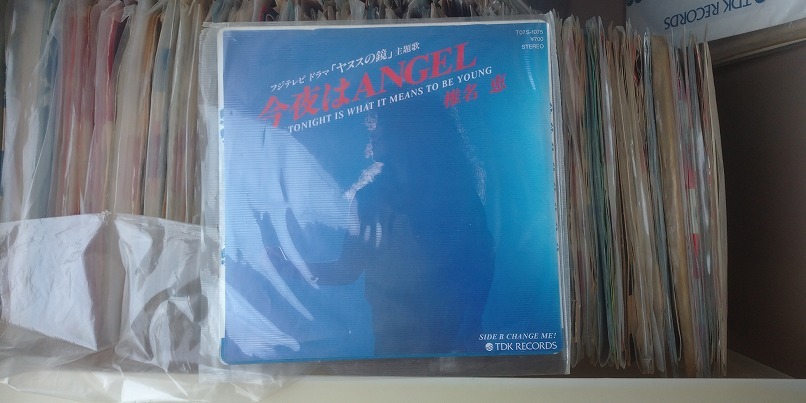 T07S-1075
¥700
STEREO
フジテレビ ドラマ「ヤヌスの鏡」主題歌
今夜はANGEL
TONIGHT IS WHAT IT MEANS TO BE YOUNG
椎名 恵
SIDE B CHANGE ME!
TDK RECORDS
TDK RECORDS